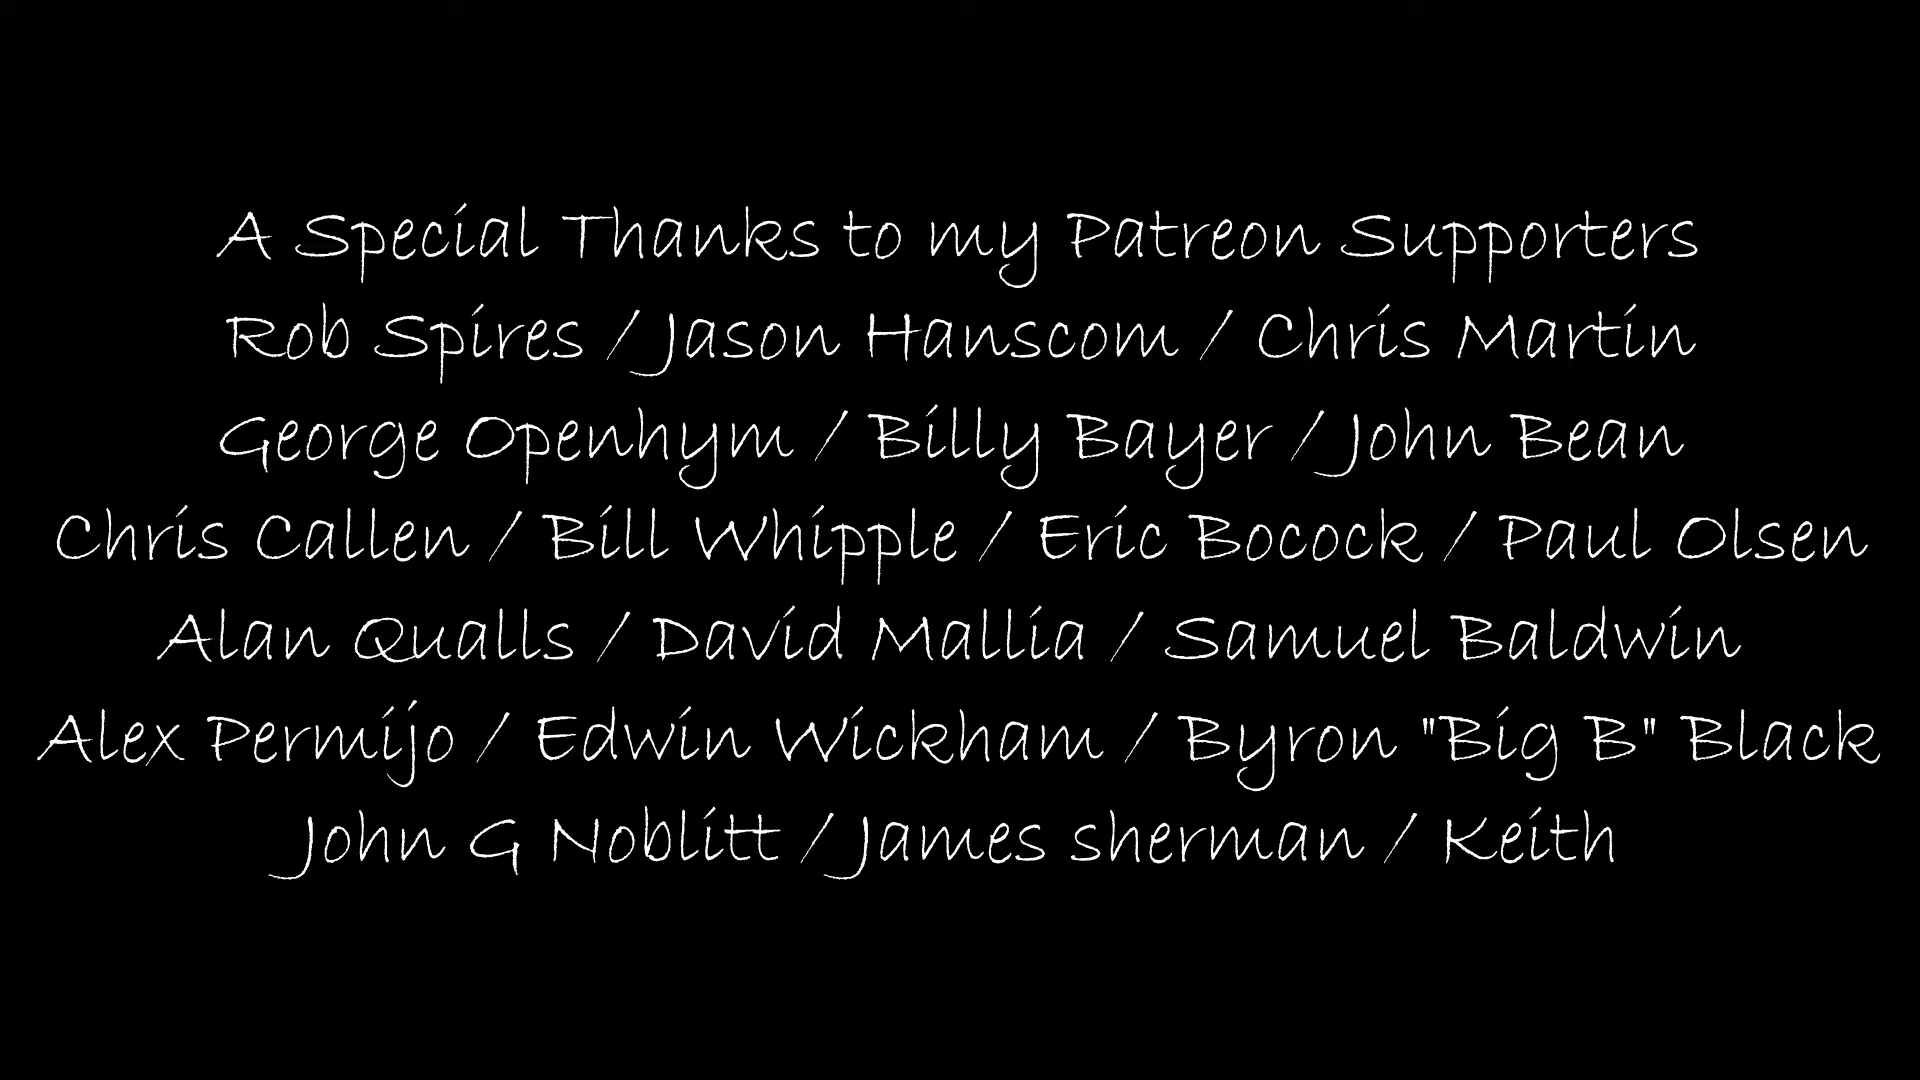 A Special Thanks to my Patreon Supporters
Rob Spires / Jason Hanscom / Chris Martin
George Openhym / Billy Bayer / John Bean
Chris Callen / Bill Whipple / Eric Bocock / Paul Olsen
Alan Qualls / David Mallia / Samuel Baldwin
Alex Permijo / Edwin Wickham / Byron "Big B" Black
John G Noblitt / James sherman / Keith